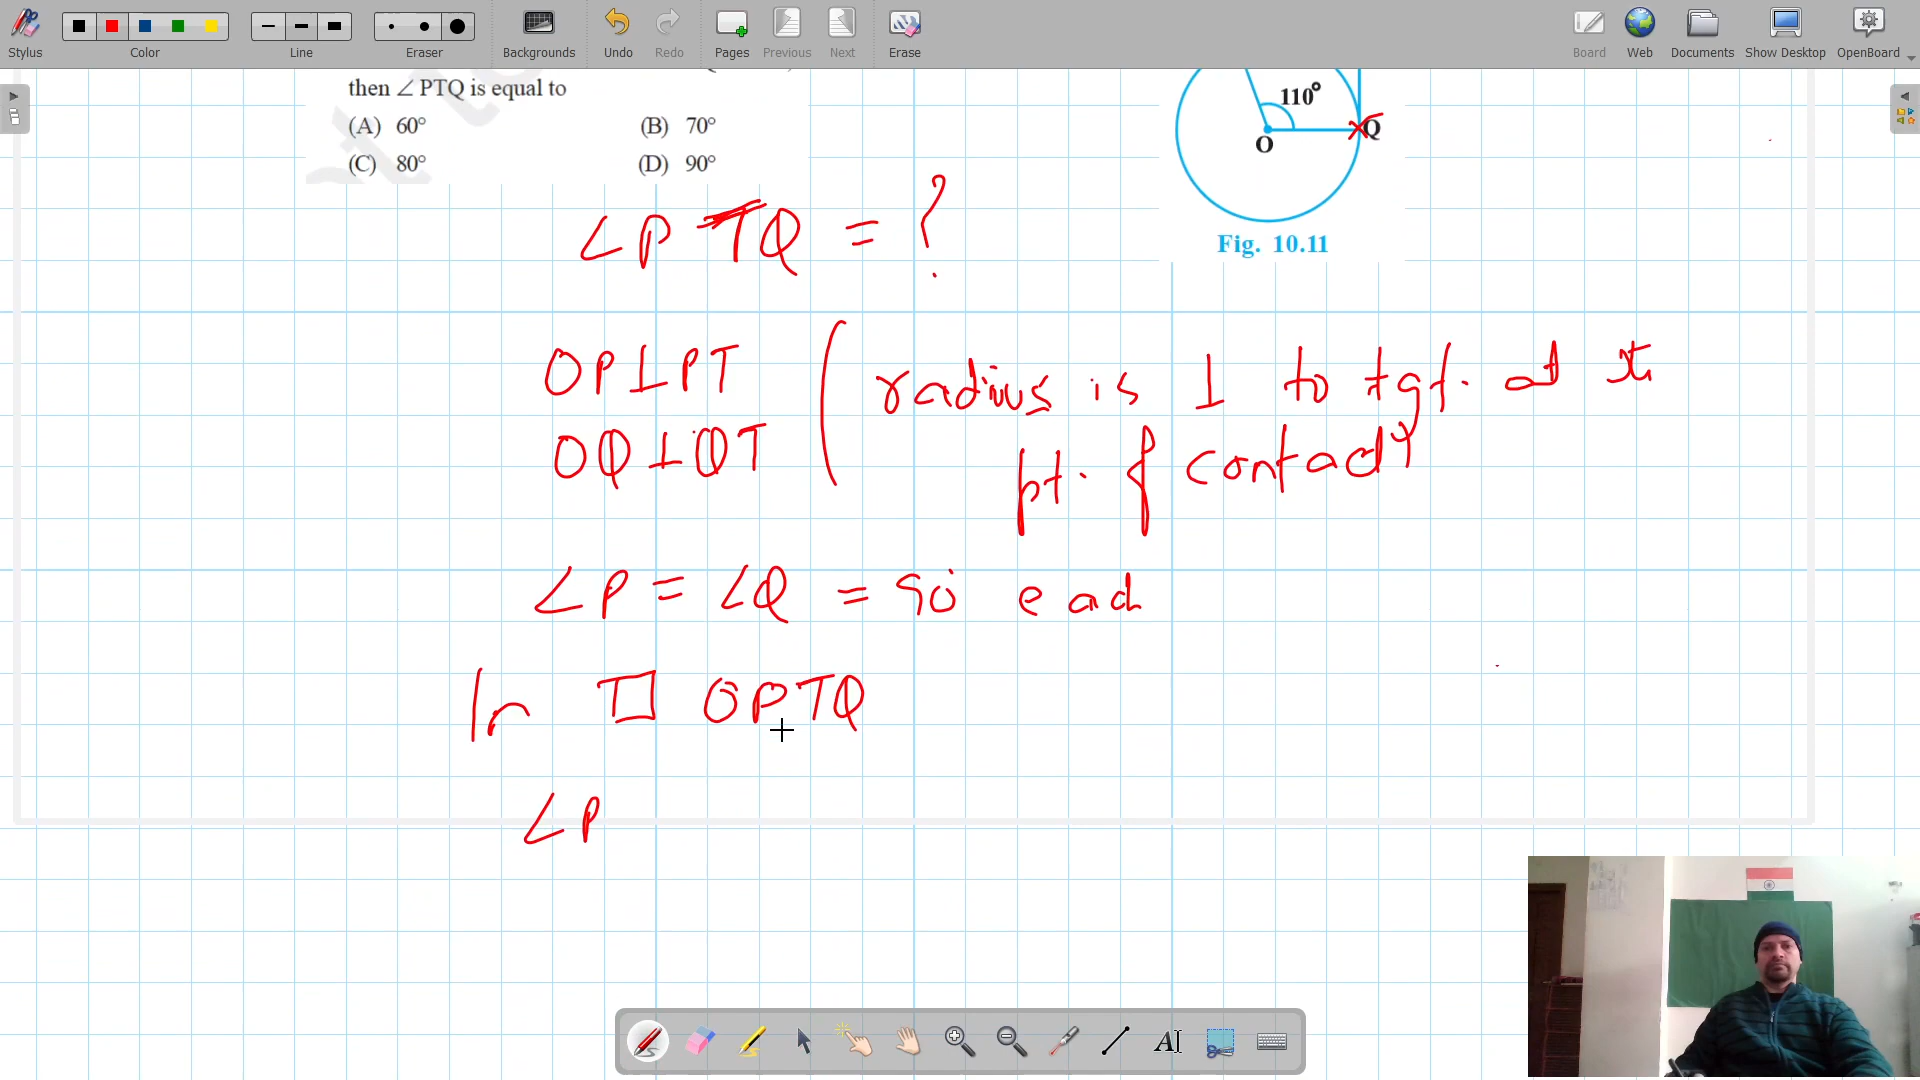 Stylus
Color
Line
Eraser
Backgrounds
Undo
Redo
Pages
Previous
Next
Erase
Board
Web
Documents
Show Desktop
OpenBoard
then ∠ PTQ is equal to
(A) 60° (B) 70°
(C) 80° (D) 90°
110°
O
Q
Fig. 10.11
∠PTQ = ?
OP⊥PT
OQ⊥QT
(radius is ⊥ to tgt. at
pt. of contact)
∠P = ∠Q = 90° each
In □ OPTQ
∠P